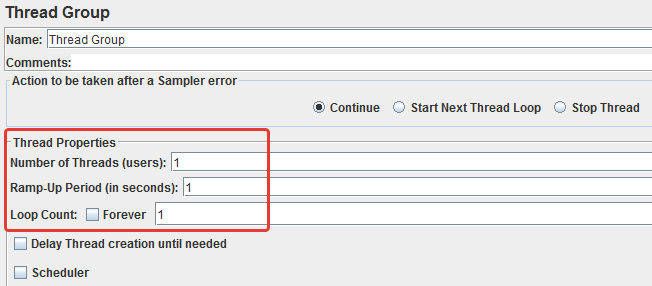 Thread Group
Name: Thread Group
Comments:
Action to be taken after a Sampler error
Continue Start Next Thread Loop Stop Thread
Thread Properties
Number of Threads (users): 1
Ramp-Up Period (in seconds): 1
Loop Count: Forever 1
Delay Thread creation until needed
Scheduler